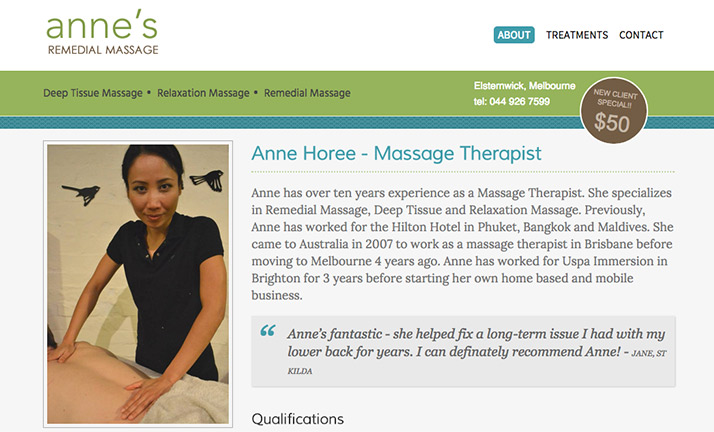 anne's
REMEDIAL MASSAGE
ABOUT TREATMENTS CONTACT
Deep Tissue Massage • Relaxation Massage • Remedial Massage
Elsternwick, Melbourne
tel: 044 926 7599
NEW CLIENT
SPECIAL!!
$50
Anne Horee - Massage Therapist
Anne has over ten years experience as a Massage Therapist. She specializes
in Remedial Massage, Deep Tissue and Relaxation Massage. Previously,
Anne has worked for the Hilton Hotel in Phuket, Bangkok and Maldives. She
came to Australia in 2007 to work as a massage therapist in Brisbane before
moving to Melbourne 4 years ago. Anne has worked for Uspa Immersion in
Brighton for 3 years before starting her own home based and mobile
business.
“ Anne's fantastic - she helped fix a long-term issue I had with my
lower back for years. I can definately recommend Anne! - JANE, ST
KILDA
Qualifications